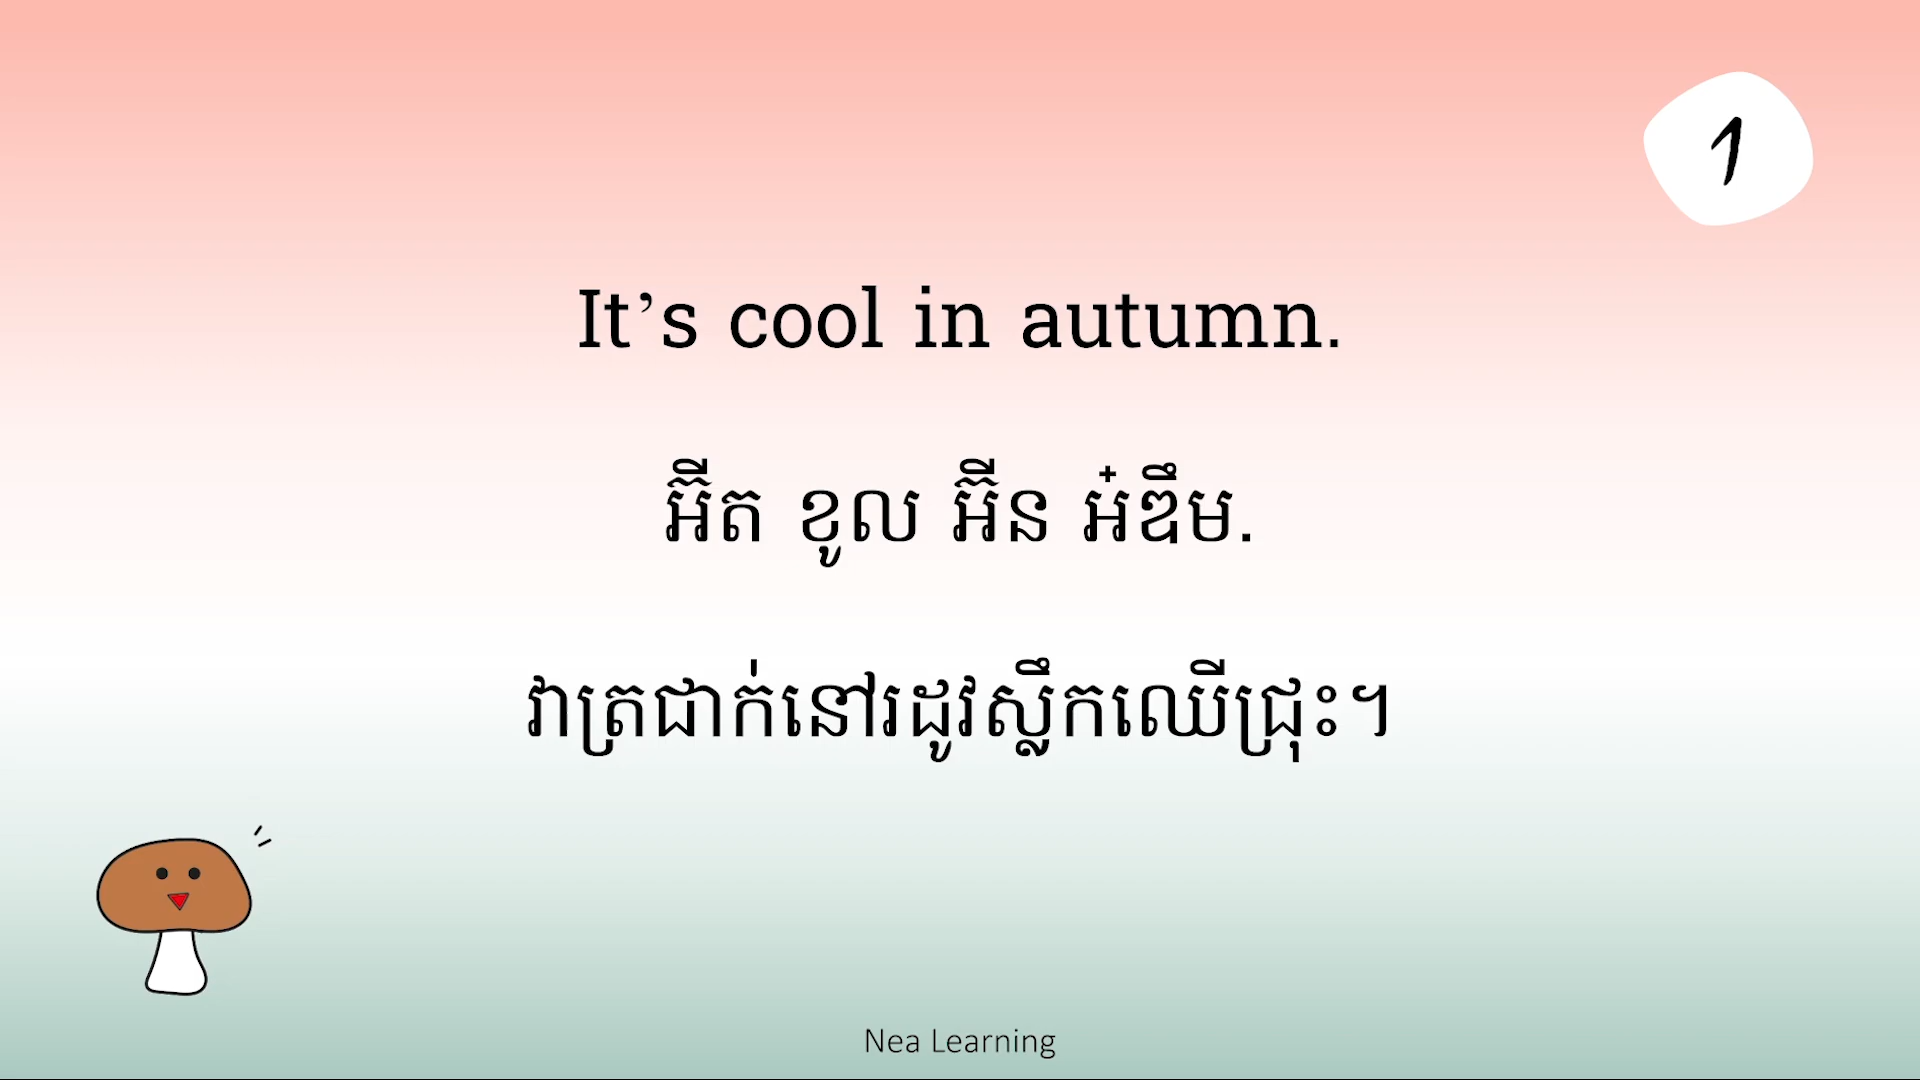 1
It’s cool in autumn.
អ៊ីត ខូល អ៊ីន អ៎ឌឹម.
វាត្រជាក់នៅរដូវស្លឹកឈើជ្រុះ។
Nea Learning